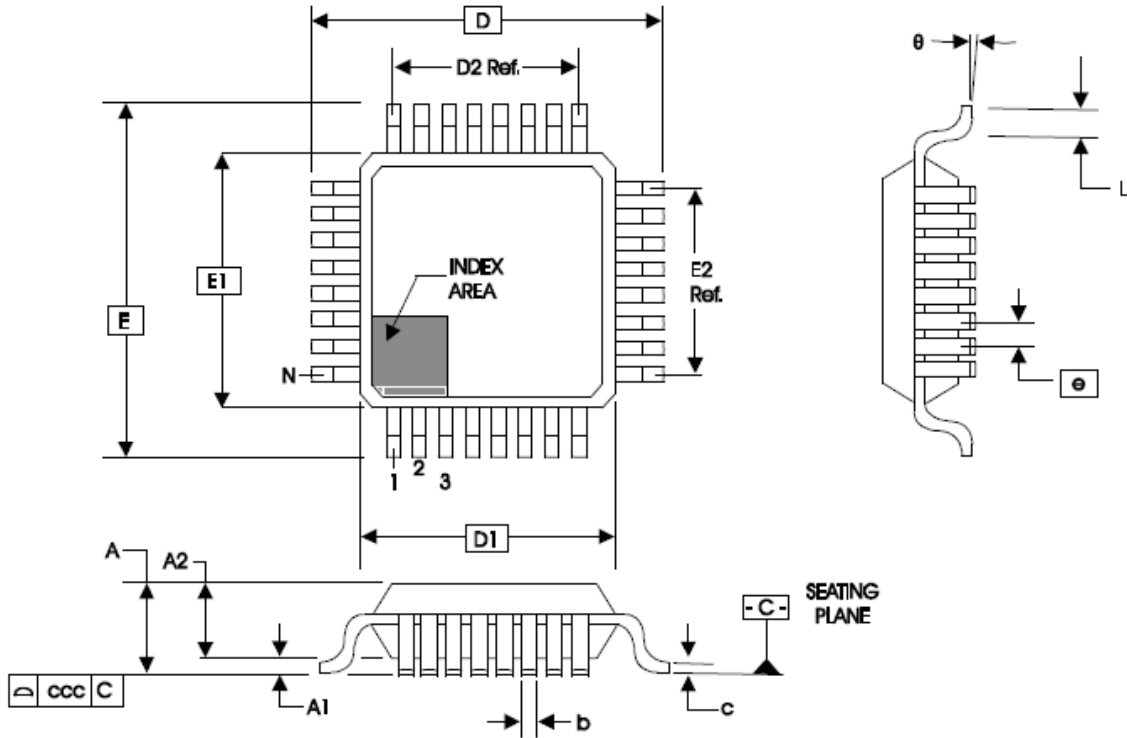 D
D2 Ref.
θ
L
E1
E
INDEX
AREA
E2
Ref.
N
e
1
2
3
D1
A
A2
- C -
SEATING
PLANE
ccc C
A1
b
c